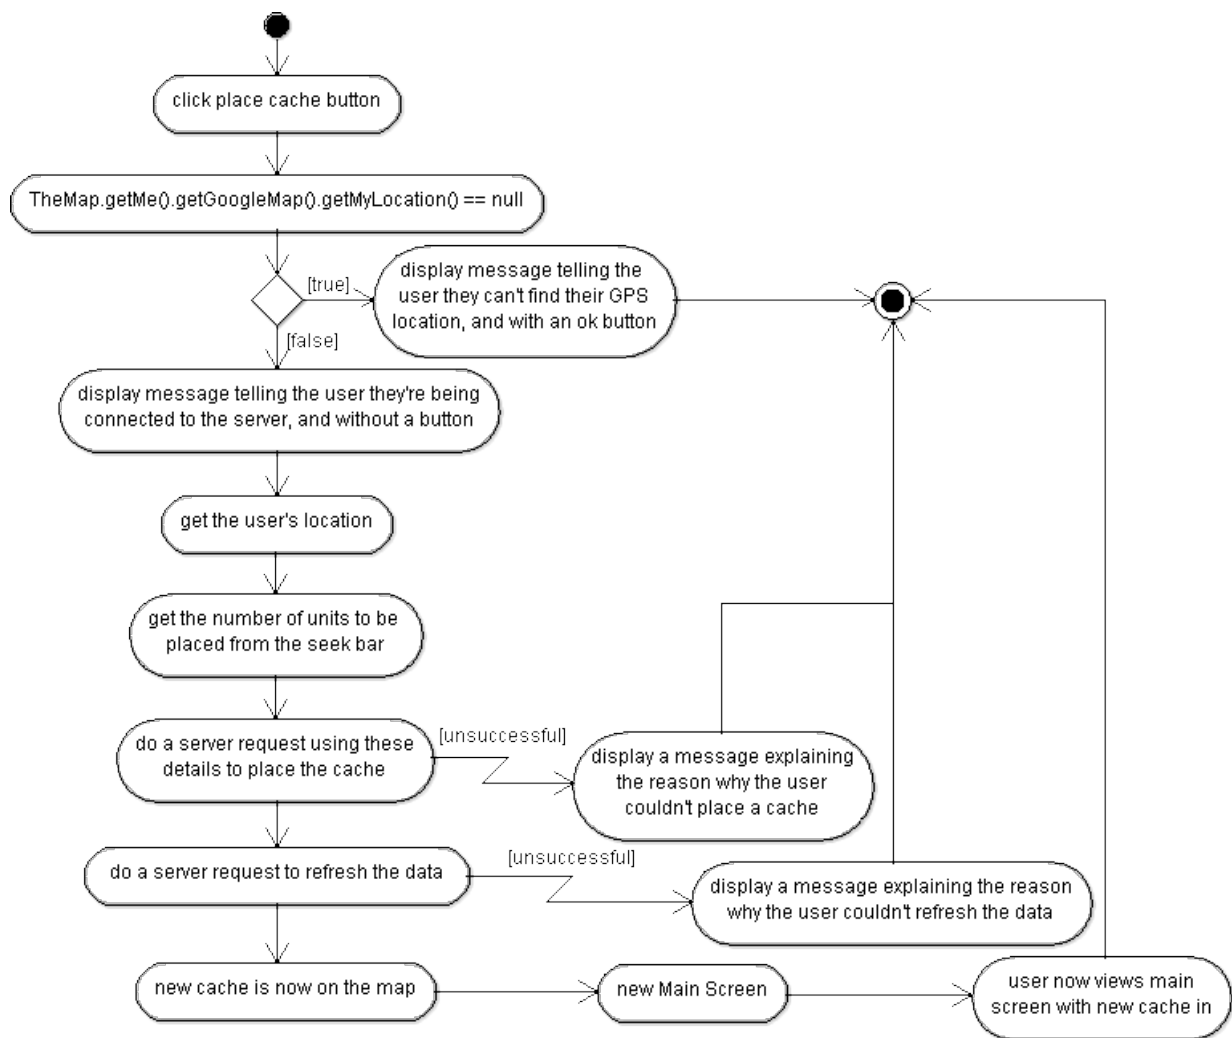 click place cache button
TheMap.getMe().getGoogleMap().getMyLocation() == null
[true]
display message telling the
user they can't find their GPS
location, and with an ok button
[false]
display message telling the user they're being
connected to the server, and without a button
get the user's location
get the number of units to be
placed from the seek bar
do a server request using these
details to place the cache
[unsuccessful]
display a message explaining
the reason why the user
couldn't place a cache
do a server request to refresh the data
[unsuccessful]
display a message explaining the reason
why the user couldn't refresh the data
new cache is now on the map
new Main Screen
user now views main
screen with new cache in